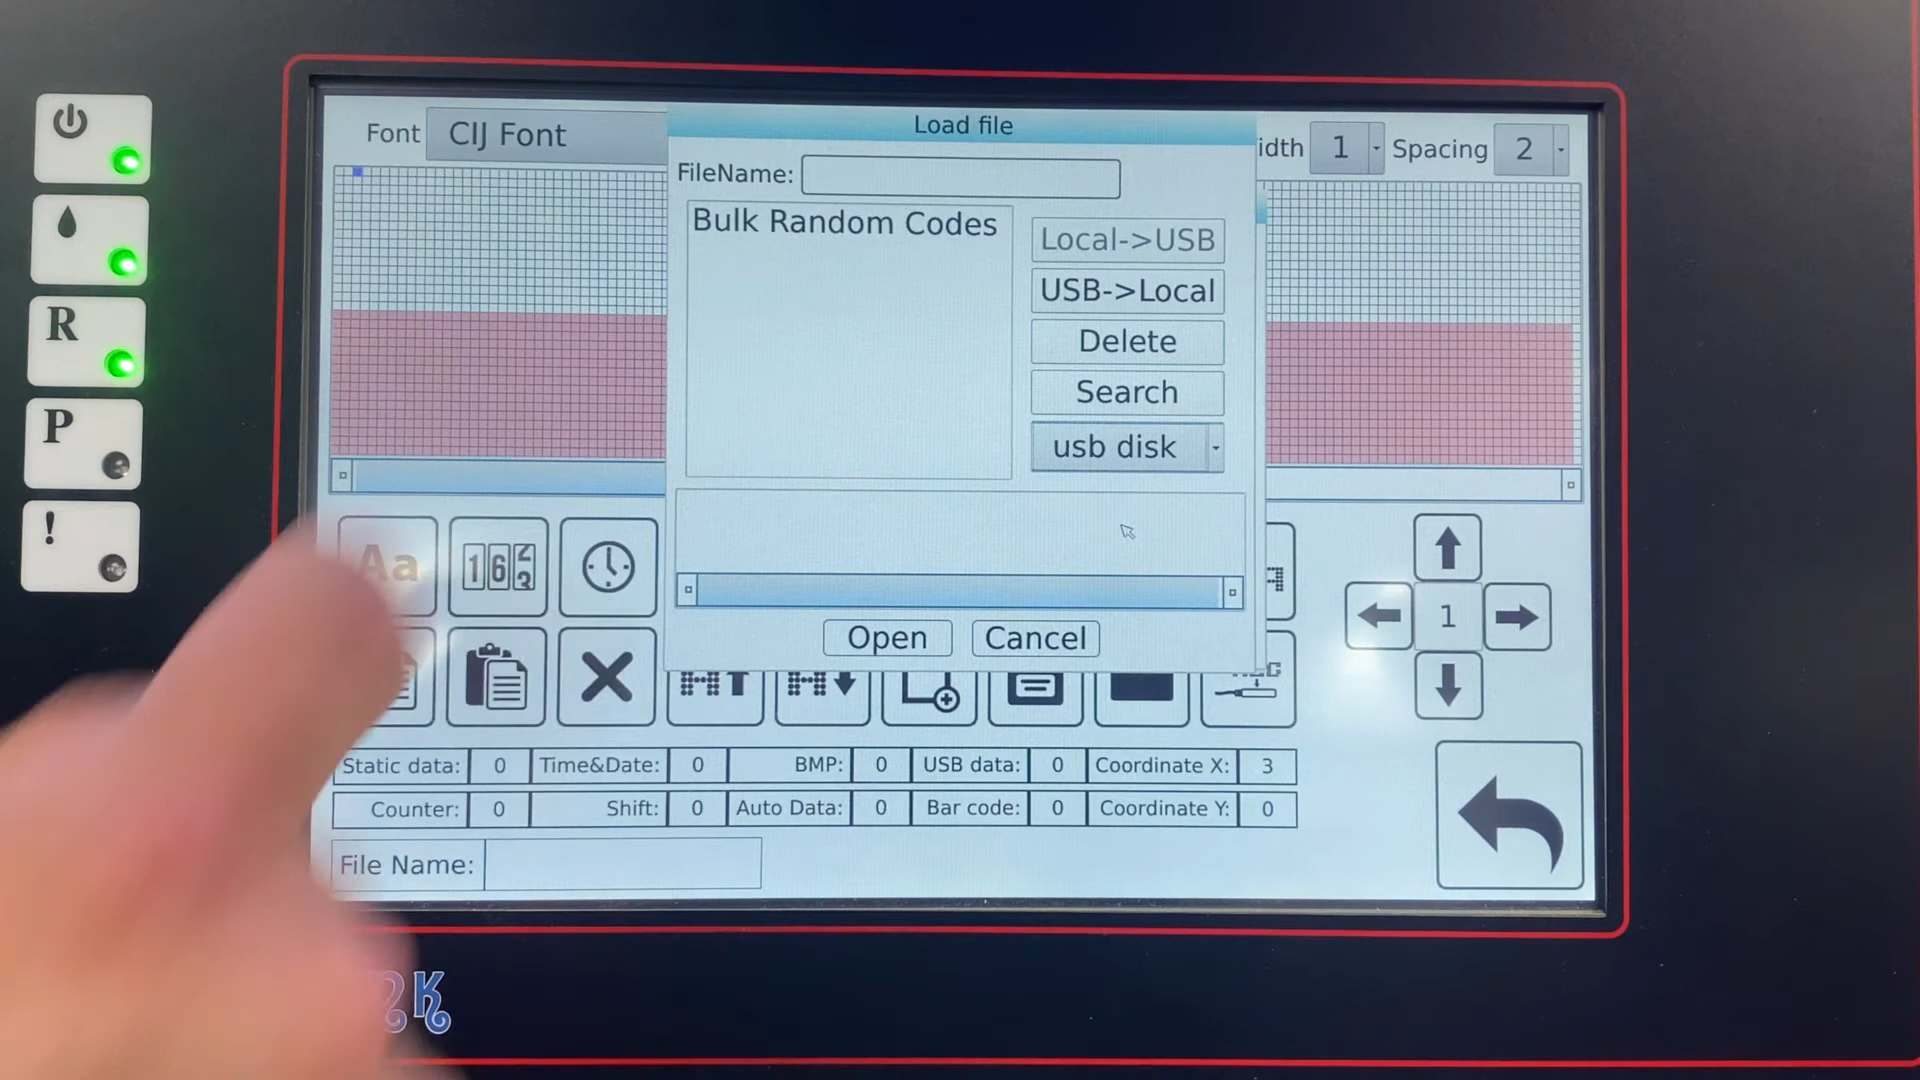 Load file
Font CIJ Font
idth 1 Spacing 2
FileName:
Bulk Random Codes
Local->USB
USB->Local
Delete
Search
usb disk
Open Cancel
R
P
!
Aa
1
Static data: 0 Time&Date: 0 BMP: 0 USB data: 0 Coordinate X: 3
Counter: 0 Shift: 0 Auto Data: 0 Bar code: 0 Coordinate Y: 0
File Name:
K